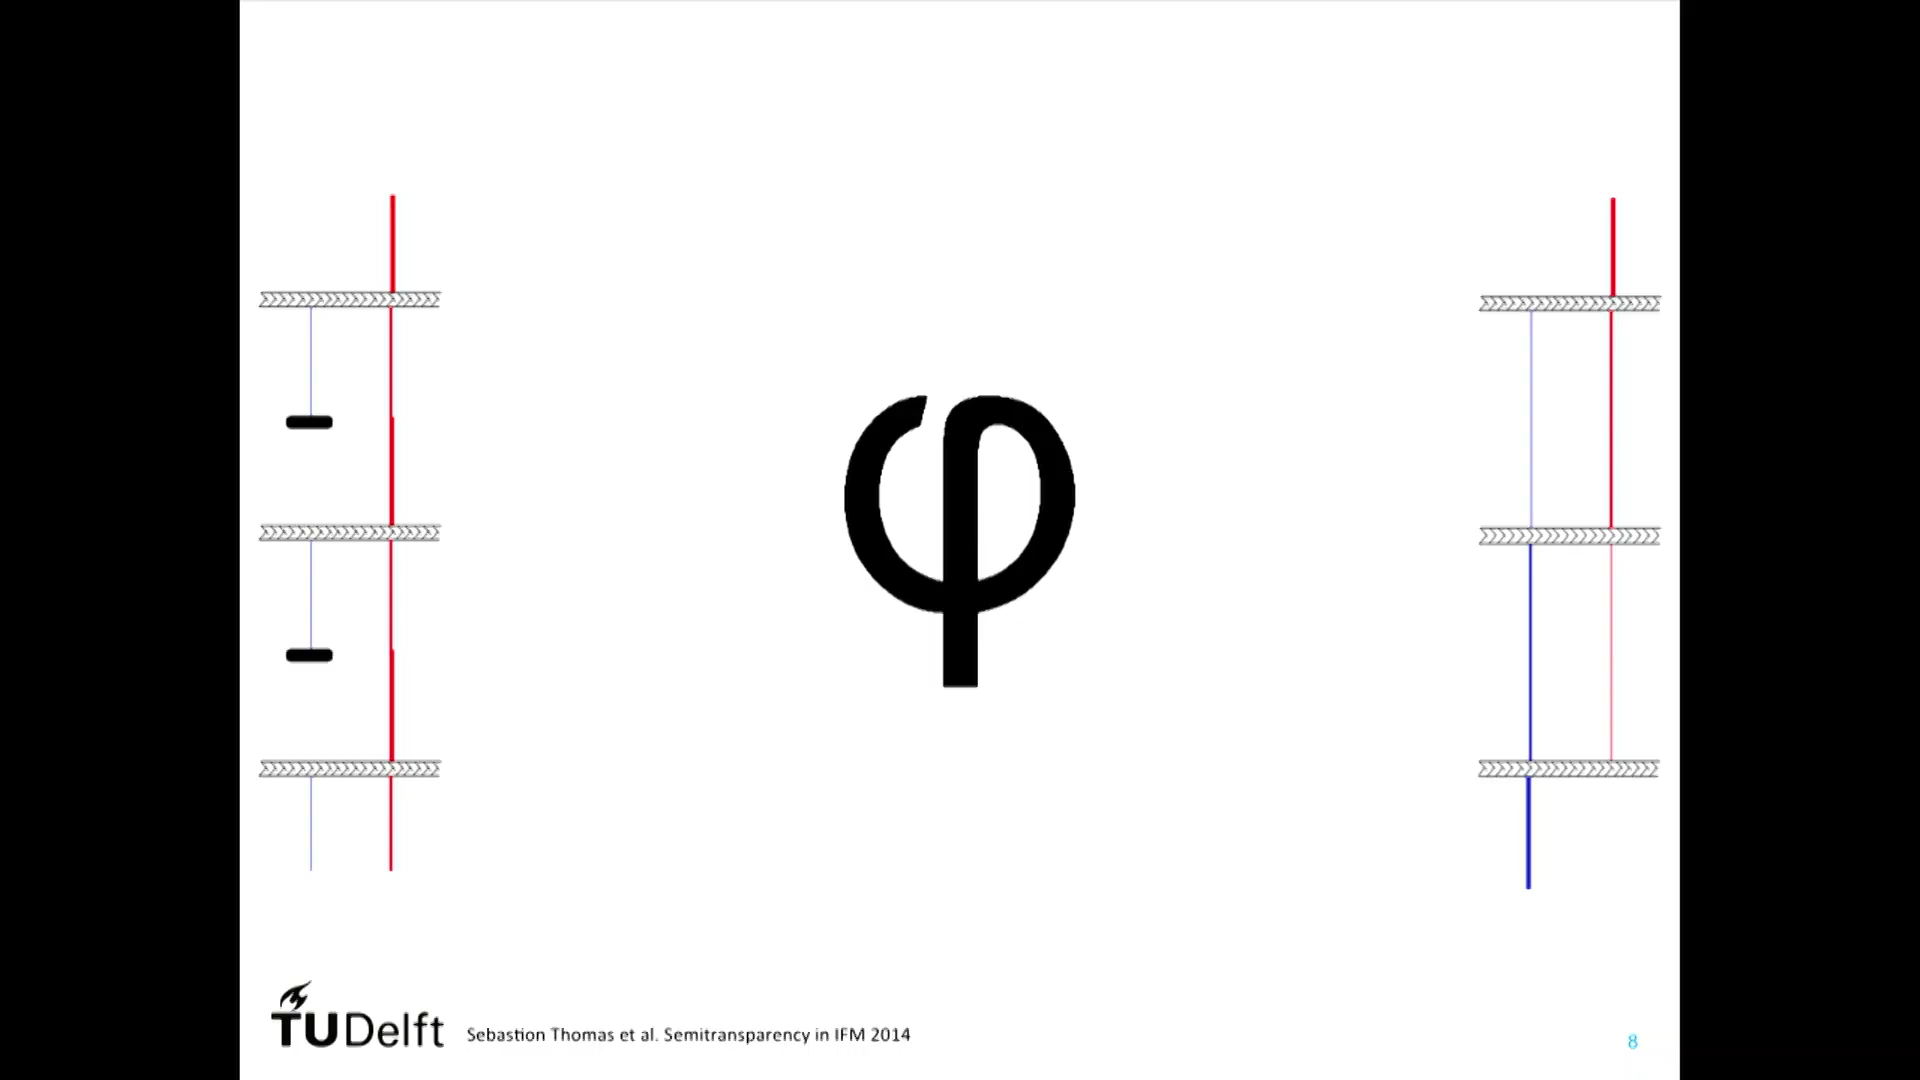 φ
TUDelft Sebastion Thomas et al. Semitransparency in IFM 2014
8